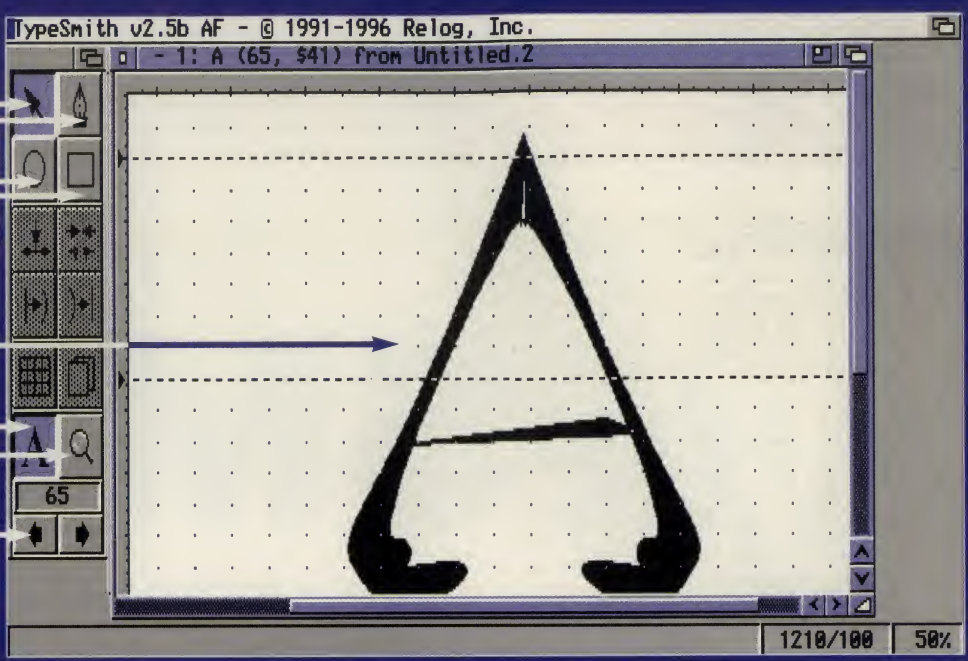 TypeSmith v2.5b AF - © 1991-1996 Relog, Inc.
- 1: A (65, $41) from Untitled.2
A
A
65
1210/100 50%